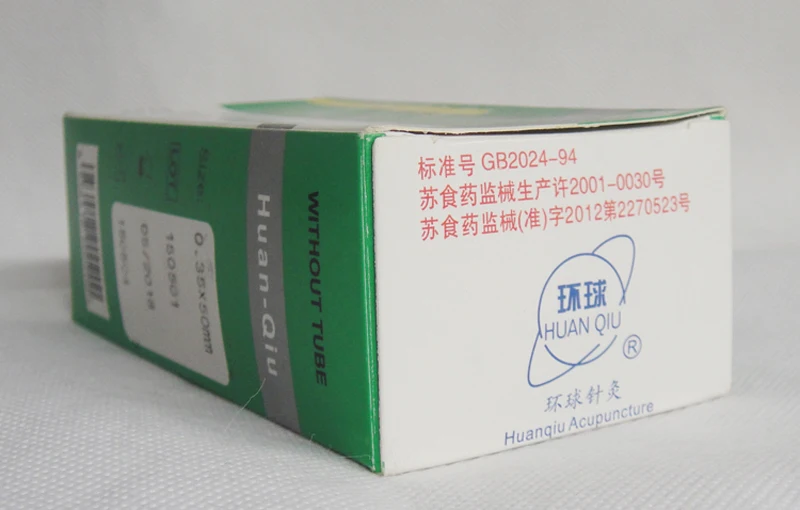 标准号 GB2024-94
苏食药监械生产许2001-0030号
苏食药监械(准)字2012第2270523号
环球
HUAN QIU
®
环球针灸
Huanqiu Acupuncture
WITHOUT TUBE
Huan-Qiu
Size:
0.35x50mm
LOT
150501